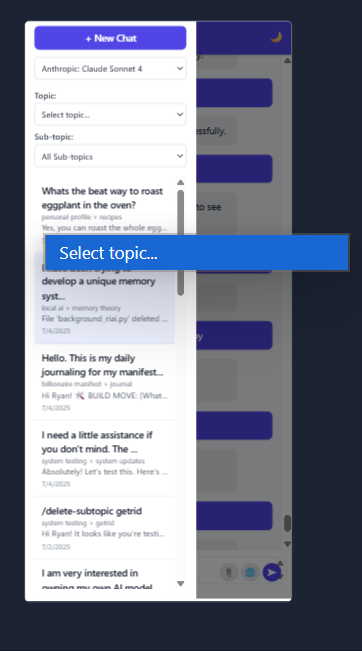 + New Chat
Anthropic: Claude Sonnet 4
Topic:
Select topic...
Sub-topic:
All Sub-topics
Whats the beat way to roast
eggplant in the oven?
personal profile > recipes
Yes, you can roast the whole egg...
Select topic...
develop a unique memory
syst...
local ai > memory theory
File 'background_riai.py' deleted ...
7/4/2025
Hello. This is my daily
journaling for my manifest...
billionaire manifest > journal
Hi Ryan! BUILD MOVE: [What...
7/4/2025
I need a little assistance if
you don't mind. The ...
system testing > system updates
Absolutely! Let's test this. Here's ...
7/4/2025
/delete-subtopic getrid
system testing > getrid
Hi Ryan! It looks like you're testi...
7/2/2025
I am very interested in
owning my own AI model
y.
ssfully.
to see
by